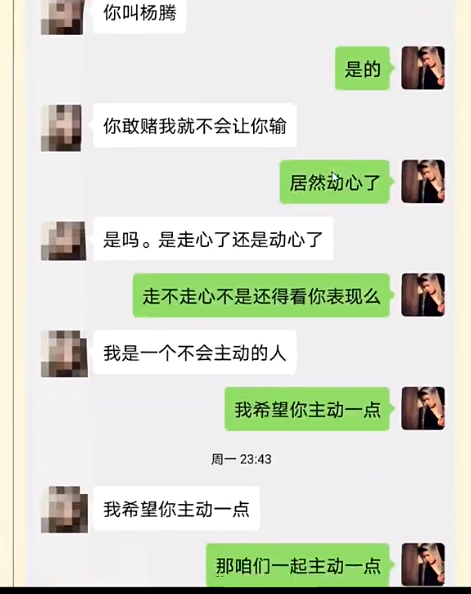 你叫杨腾
是的
你敢赌我就不会让你输
居然动心了
是吗。是走心了还是动心了
走不走心不是还得看你表现么
我是一个不会主动的人
我希望你主动一点
周一 23:43
我希望你主动一点
那咱们一起主动一点